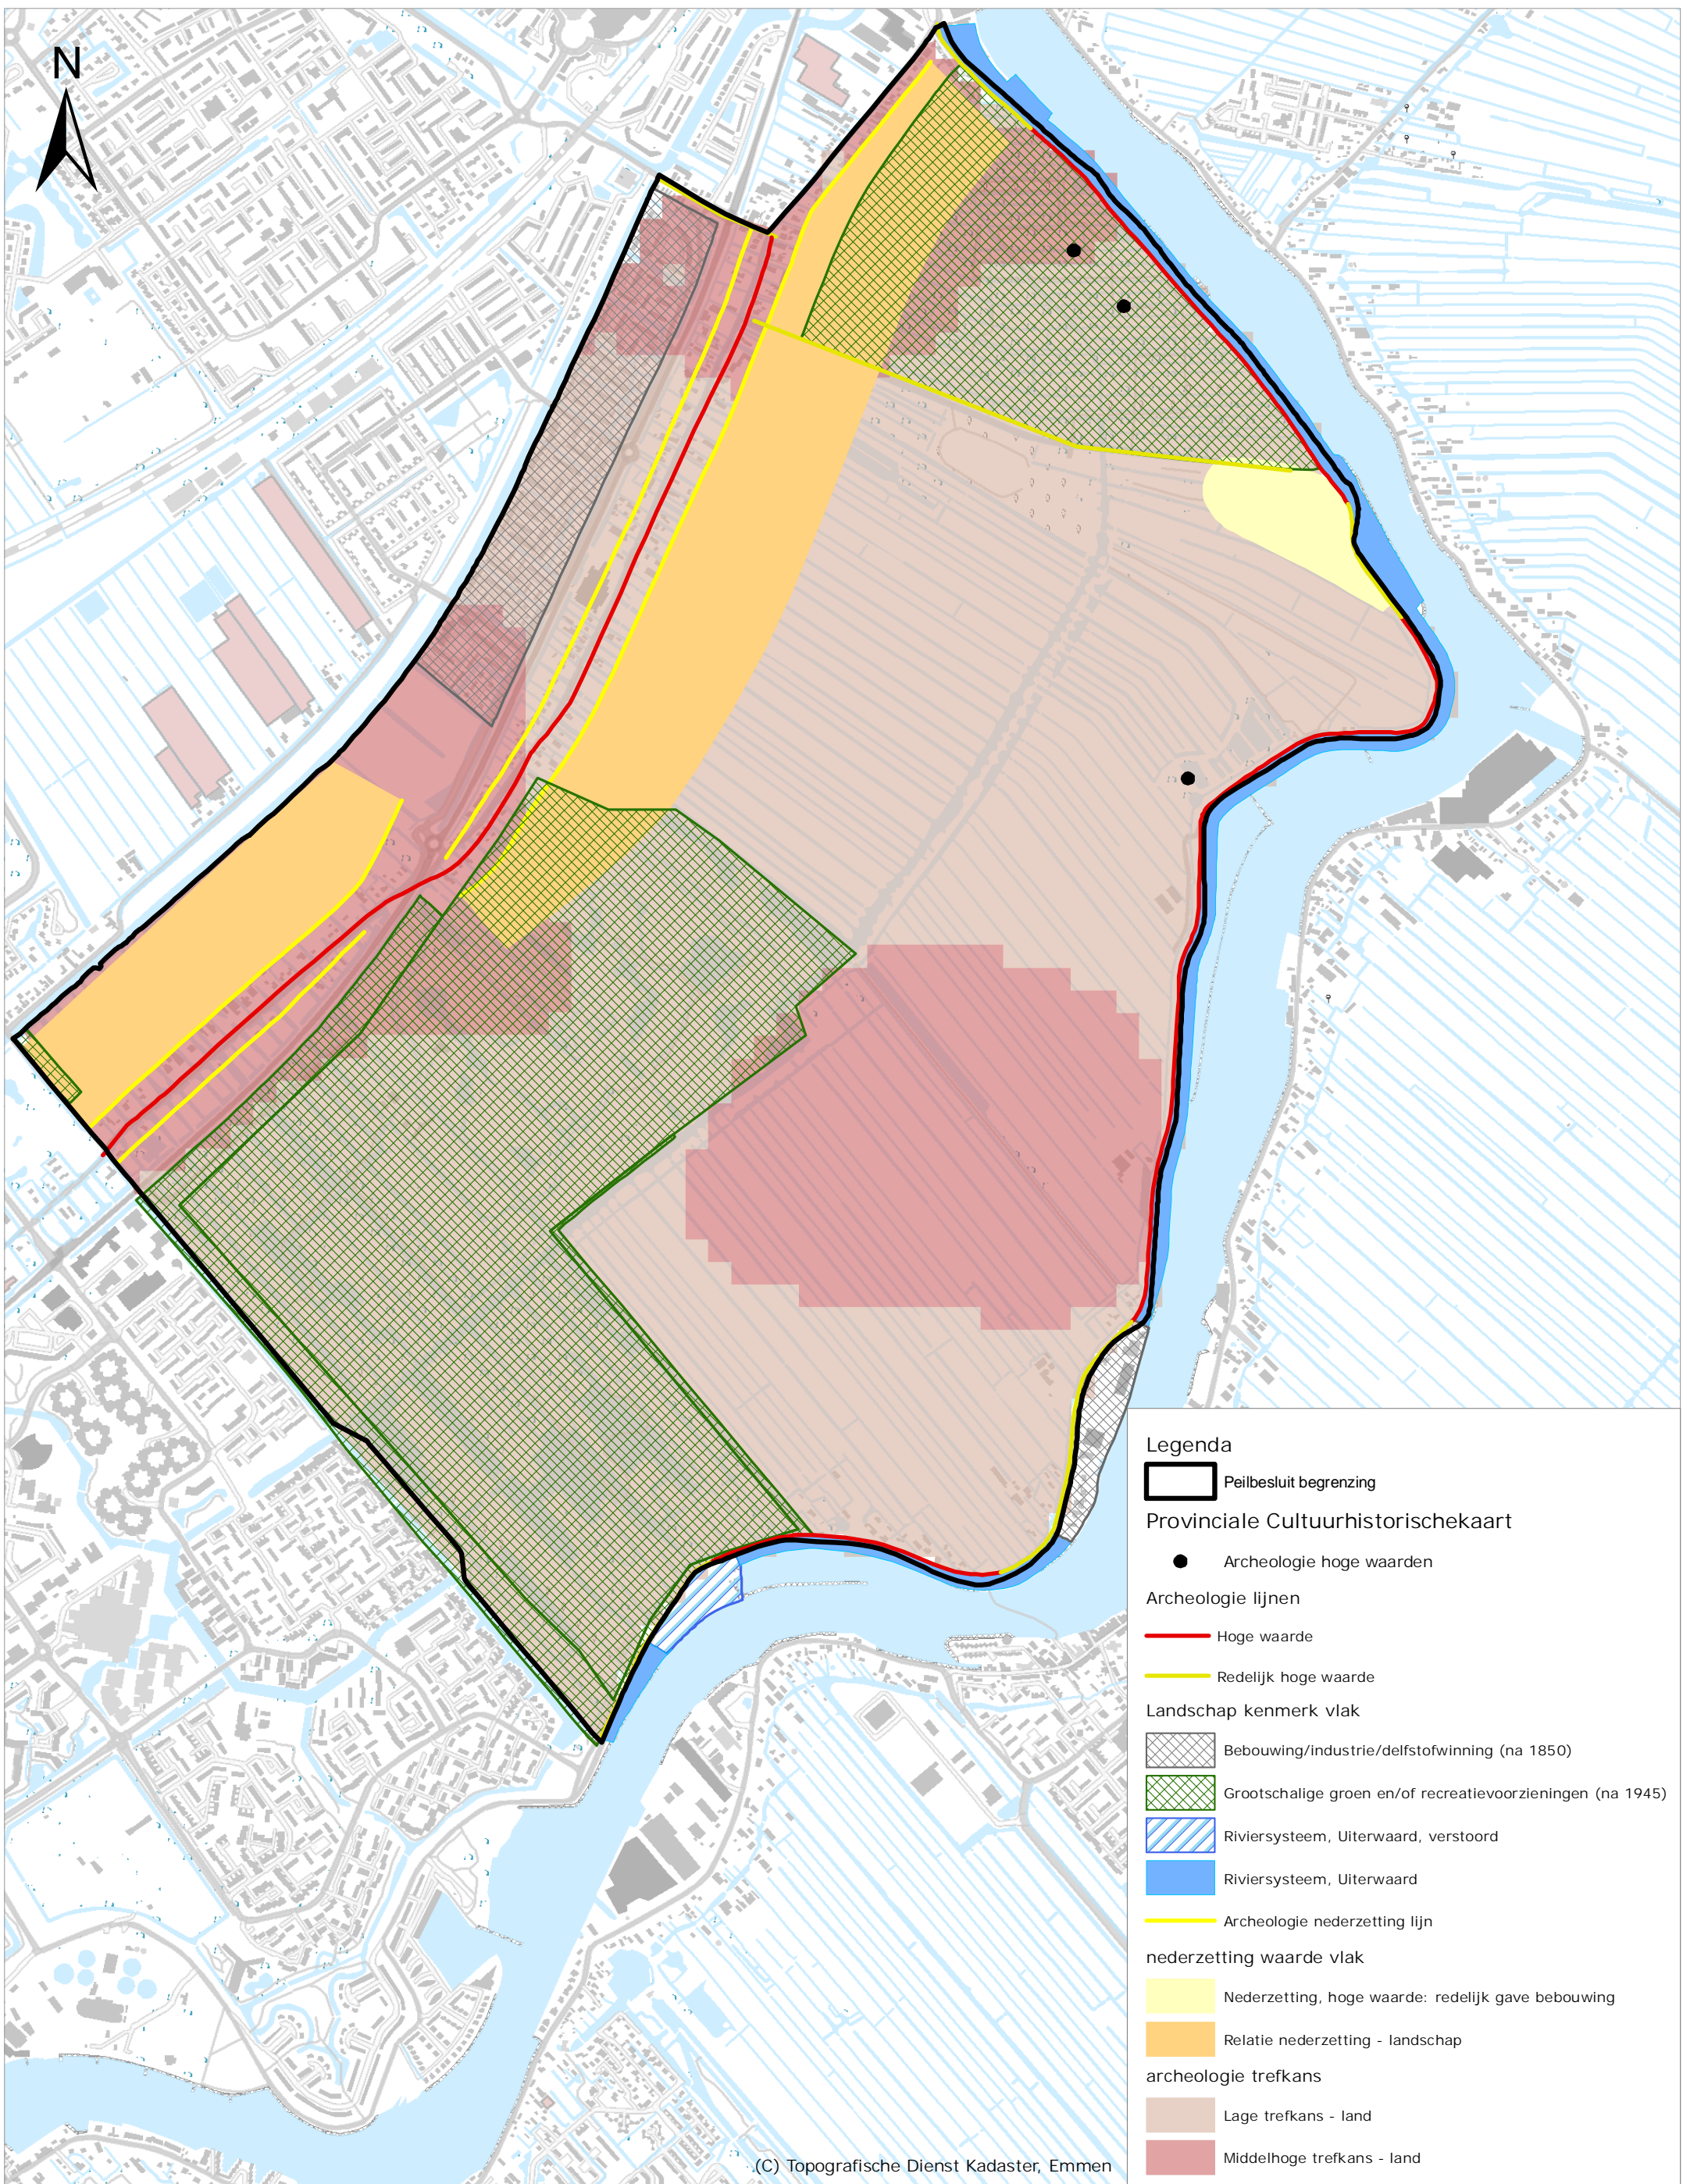 N
Legenda
Peilbesluit begrenzing
Provinciale Cultuurhistorischekaart
Archeologie hoge waarden
Archeologie lijnen
Hoge waarde
Redelijk hoge waarde
Landschap kenmerk vlak
Bebouwing/industrie/delfstofwinning (na 1850)
Grootschalige groen en/of recreatievoorzieningen (na 1945)
Riviersysteem, Uiterwaard, verstoord
Riviersysteem, Uiterwaard
Archeologie nederzetting lijn
nederzetting waarde vlak
Nederzetting, hoge waarde: redelijk gave bebouwing
Relatie nederzetting - landschap
archeologie trefkans
Lage trefkans - land
Middelhoge trefkans - land
(C) Topografische Dienst Kadaster, Emmen